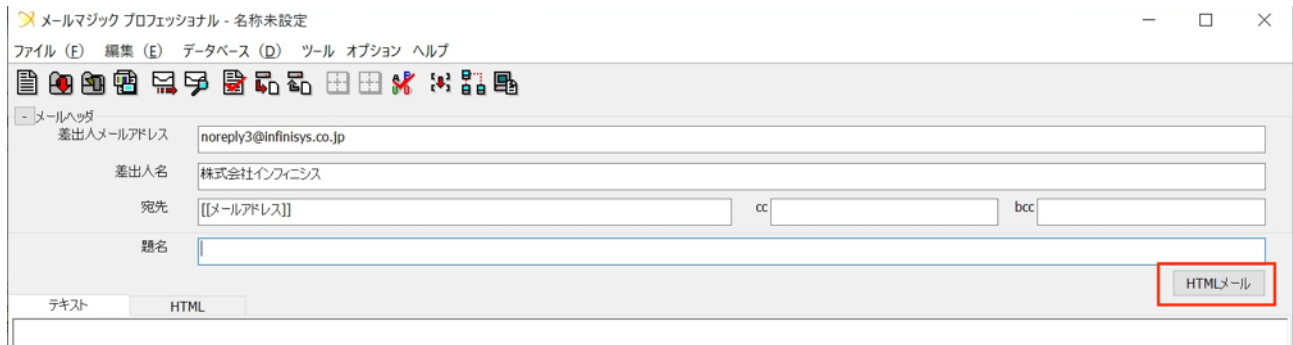 メールマジック プロフェッショナル - 名称未設定
ファイル (F) 編集 (E) データベース (D) ツール オプション ヘルプ
- メールヘッダ
差出人メールアドレス noreply3@infinisys.co.jp
差出人名 株式会社インフィニシス
宛先 [[メールアドレス]] cc bcc
題名
HTMLメール
テキスト HTML